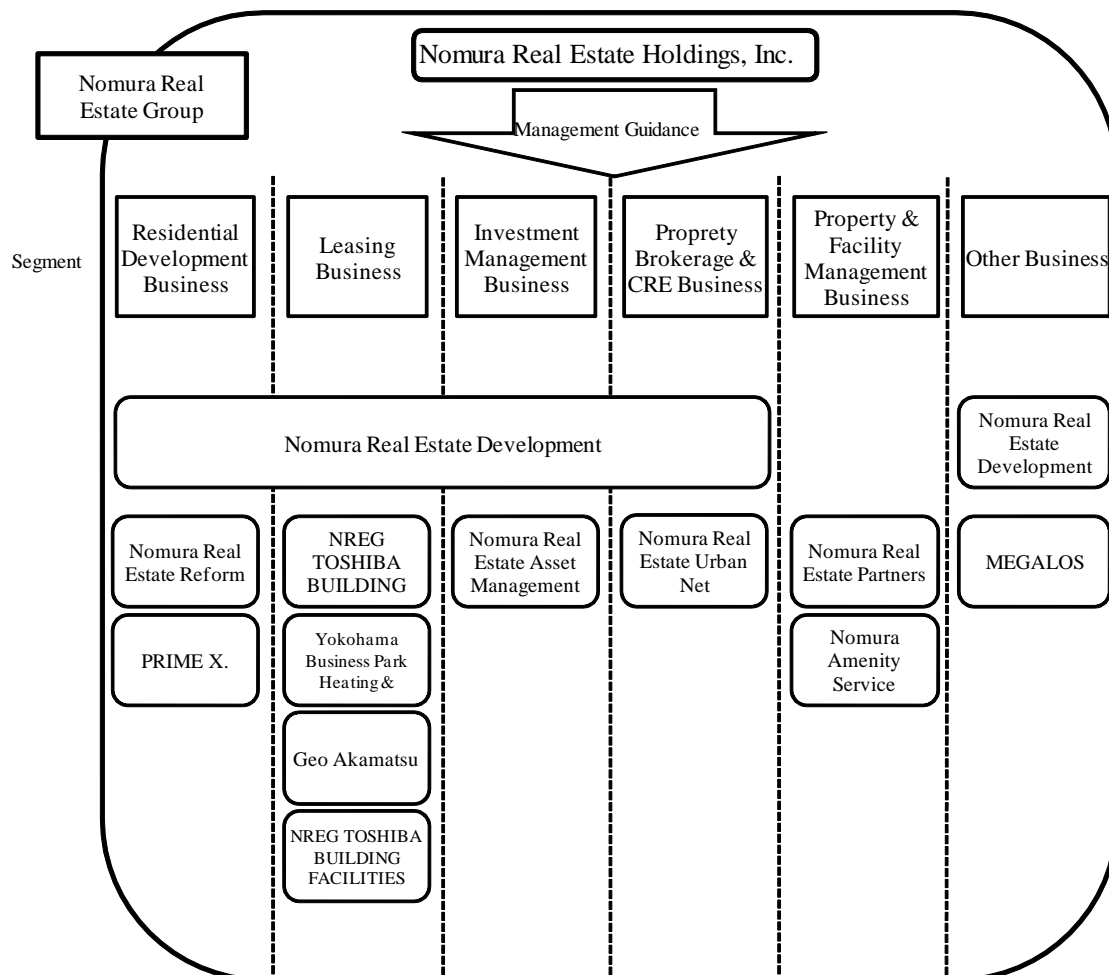 Nomura Real Estate Holdings, Inc.
Nomura Real
Estate Group
Management Guidance
Segment
Residential
Development
Business
Leasing
Business
Investment
Management
Business
Proprety
Brokerage &
CRE Business
Property &
Facility
Management
Business
Other Business
Nomura Real Estate Development
Nomura Real
Estate
Development
Nomura Real
Estate Reform
NREG
TOSHIBA
BUILDING
Nomura Real
Estate Asset
Management
Nomura Real
Estate Urban
Net
Nomura Real
Estate Partners
MEGALOS
PRIME X.
Yokohama
Business Park
Heating &
Nomura
Amenity
Service
Geo Akamatsu
NREG TOSHIBA
BUILDING
FACILITIES